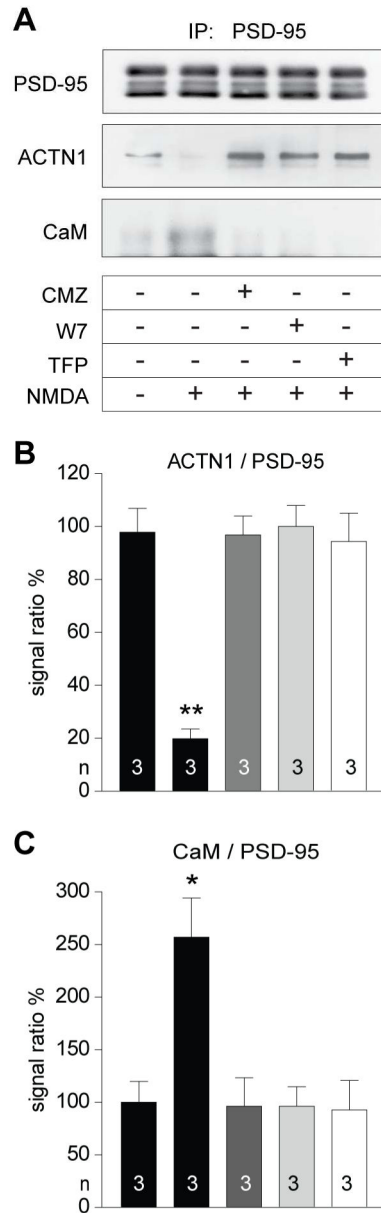 A
IP: PSD-95
PSD-95
ACTN1
CaM
CMZ - - + - -
W7 - - - + -
TFP - - - - +
NMDA - + + + +
B
ACTN1 / PSD-95
signal ratio %
120
100
80
60
40
20
0
**
n 3 3 3 3 3
C
CaM / PSD-95
signal ratio %
300
250
200
150
100
50
0
*
n 3 3 3 3 3